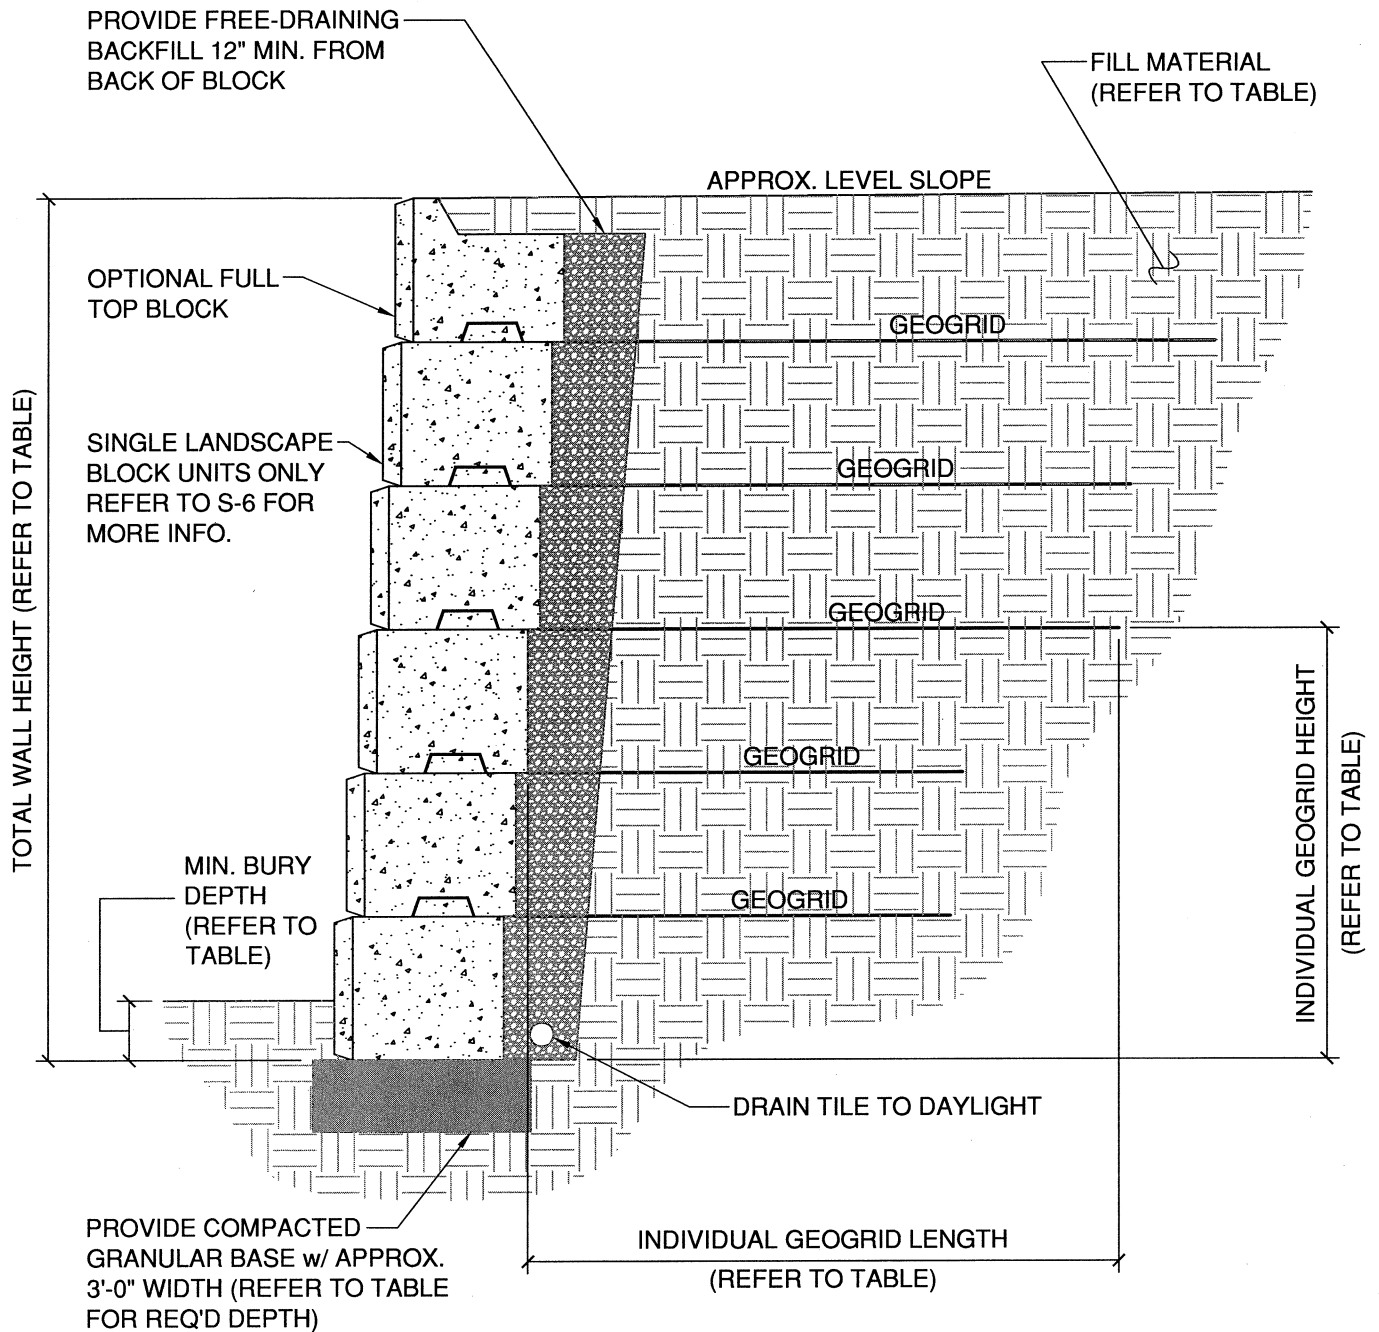 PROVIDE FREE-DRAINING
BACKFILL 12" MIN. FROM
BACK OF BLOCK
FILL MATERIAL
(REFER TO TABLE)
APPROX. LEVEL SLOPE
OPTIONAL FULL
TOP BLOCK
GEOGRID
SINGLE LANDSCAPE
BLOCK UNITS ONLY
REFER TO S-6 FOR
MORE INFO.
GEOGRID
GEOGRID
TOTAL WALL HEIGHT (REFER TO TABLE)
GEOGRID
INDIVIDUAL GEOGRID HEIGHT
(REFER TO TABLE)
MIN. BURY
DEPTH
(REFER TO
TABLE)
GEOGRID
DRAIN TILE TO DAYLIGHT
PROVIDE COMPACTED
GRANULAR BASE w/ APPROX.
3'-0" WIDTH (REFER TO TABLE
FOR REQ'D DEPTH)
INDIVIDUAL GEOGRID LENGTH
(REFER TO TABLE)